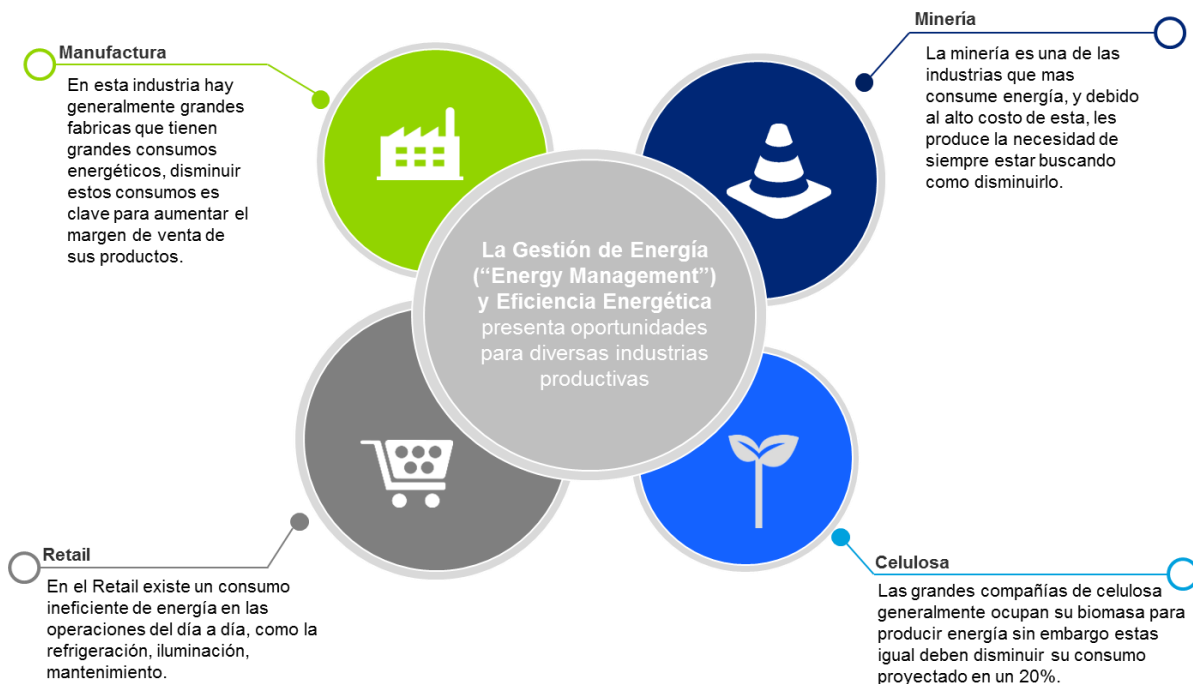 Manufactura
En esta industria hay
generalmente grandes
fabricas que tienen
grandes consumos
energéticos, disminuir
estos consumos es
clave para aumentar el
margen de venta de
sus productos.
Minería
La minería es una de las
industrias que mas
consume energía, y debido
al alto costo de esta, les
produce la necesidad de
siempre estar buscando
como disminuirlo.
La Gestión de Energía
(“Energy Management”)
y Eficiencia Energética
presenta oportunidades
para diversas industrias
productivas
Retail
En el Retail existe un consumo
ineficiente de energía en las
operaciones del día a día, como la
refrigeración, iluminación,
mantenimiento.
Celulosa
Las grandes compañías de celulosa
generalmente ocupan su biomasa para
producir energía sin embargo estas
igual deben disminuir su consumo
proyectado en un 20%.